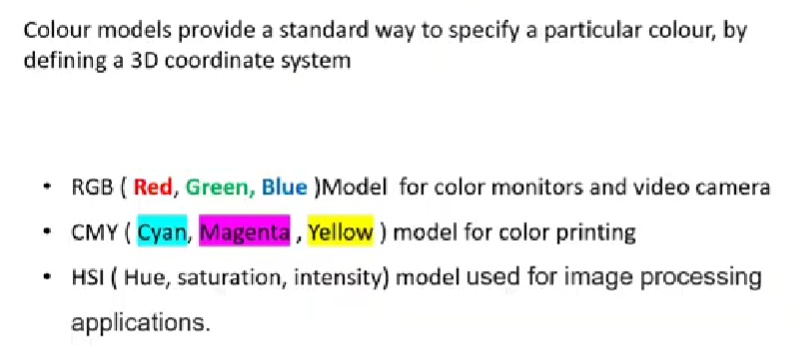 Colour models provide a standard way to specify a particular colour, by
defining a 3D coordinate system
• RGB ( Red, Green, Blue )Model for color monitors and video camera
• CMY ( Cyan, Magenta , Yellow ) model for color printing
• HSI ( Hue, saturation, intensity) model used for image processing
applications.